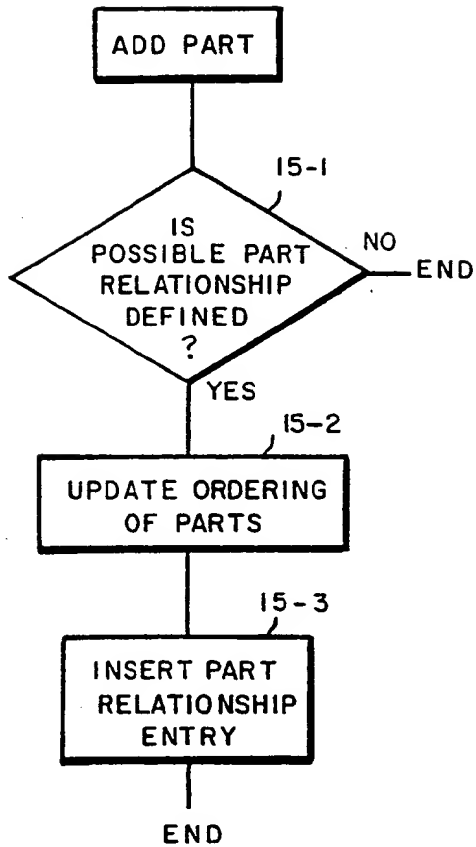 ADD PART
15-1
IS
POSSIBLE PART
RELATIONSHIP
DEFINED
?
NO
END
YES
15-2
UPDATE ORDERING
OF PARTS
15-3
INSERT PART
RELATIONSHIP
ENTRY
END